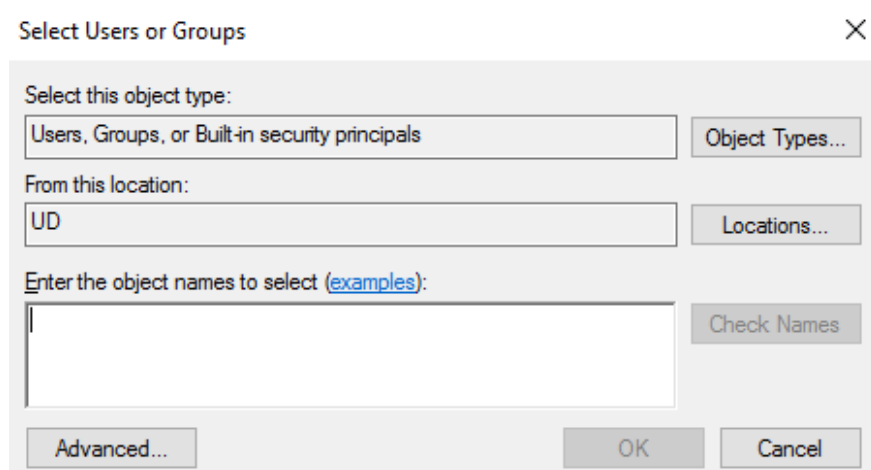 Select Users or Groups
Select this object type:
Users, Groups, or Built-in security principals
Object Types...
From this location:
UD
Locations...
Enter the object names to select (examples):
Check Names
Advanced...
OK
Cancel